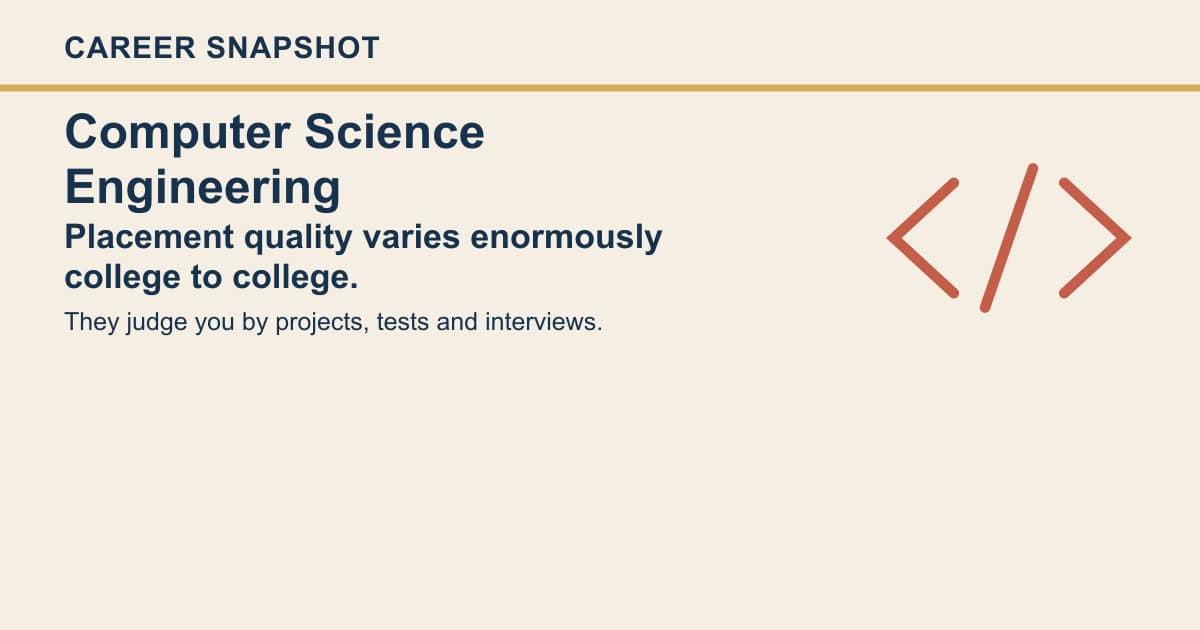 CAREER SNAPSHOT
Computer Science
Engineering
Placement quality varies enormously
college to college.
They judge you by projects, tests and interviews.